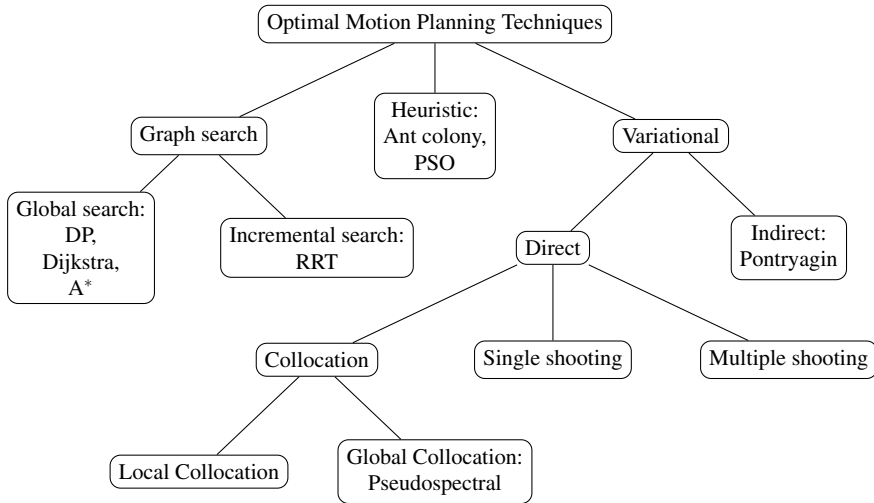 Optimal Motion Planning Techniques
Graph search
Heuristic:
Ant colony,
PSO
Variational
Global search:
DP,
Dijkstra,
A*
Incremental search:
RRT
Direct
Indirect:
Pontryagin
Collocation
Single shooting
Multiple shooting
Local Collocation
Global Collocation:
Pseudospectral